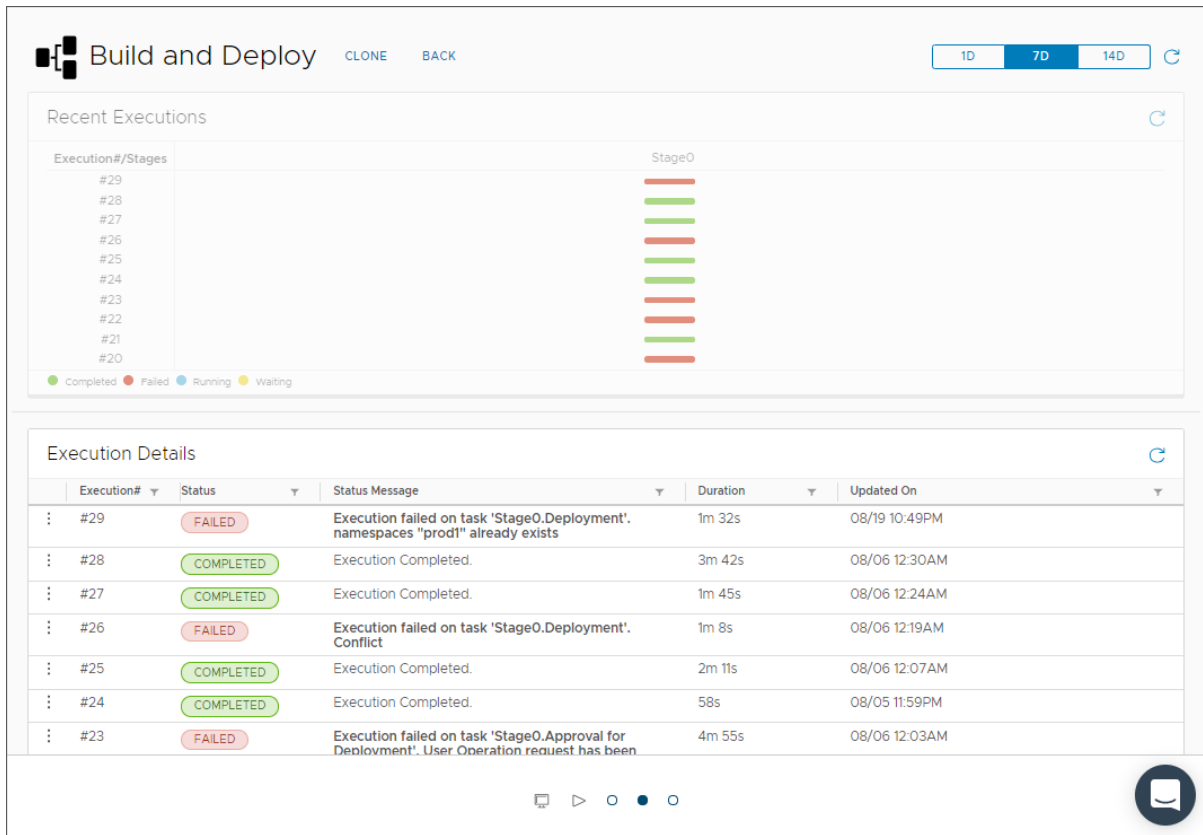 Build and Deploy CLONE BACK 1D 7D 14D
Recent Executions
Execution#/Stages Stage0
#29
#28
#27
#26
#25
#24
#23
#22
#21
#20
Completed Failed Running Waiting
Execution Details
Execution# Status Status Message Duration Updated On
#29 FAILED Execution failed on task 'Stage0.Deployment'. 1m 32s 08/19 10:49PM
namespaces "prod1" already exists
#28 COMPLETED Execution Completed. 3m 42s 08/06 12:30AM
#27 COMPLETED Execution Completed. 1m 45s 08/06 12:24AM
#26 FAILED Execution failed on task 'Stage0.Deployment'. 1m 8s 08/06 12:19AM
Conflict
#25 COMPLETED Execution Completed. 2m 11s 08/06 12:07AM
#24 COMPLETED Execution Completed. 58s 08/05 11:59PM
#23 FAILED Execution failed on task 'Stage0.Approval for 4m 55s 08/06 12:03AM
Deployment'. User Operation request has been